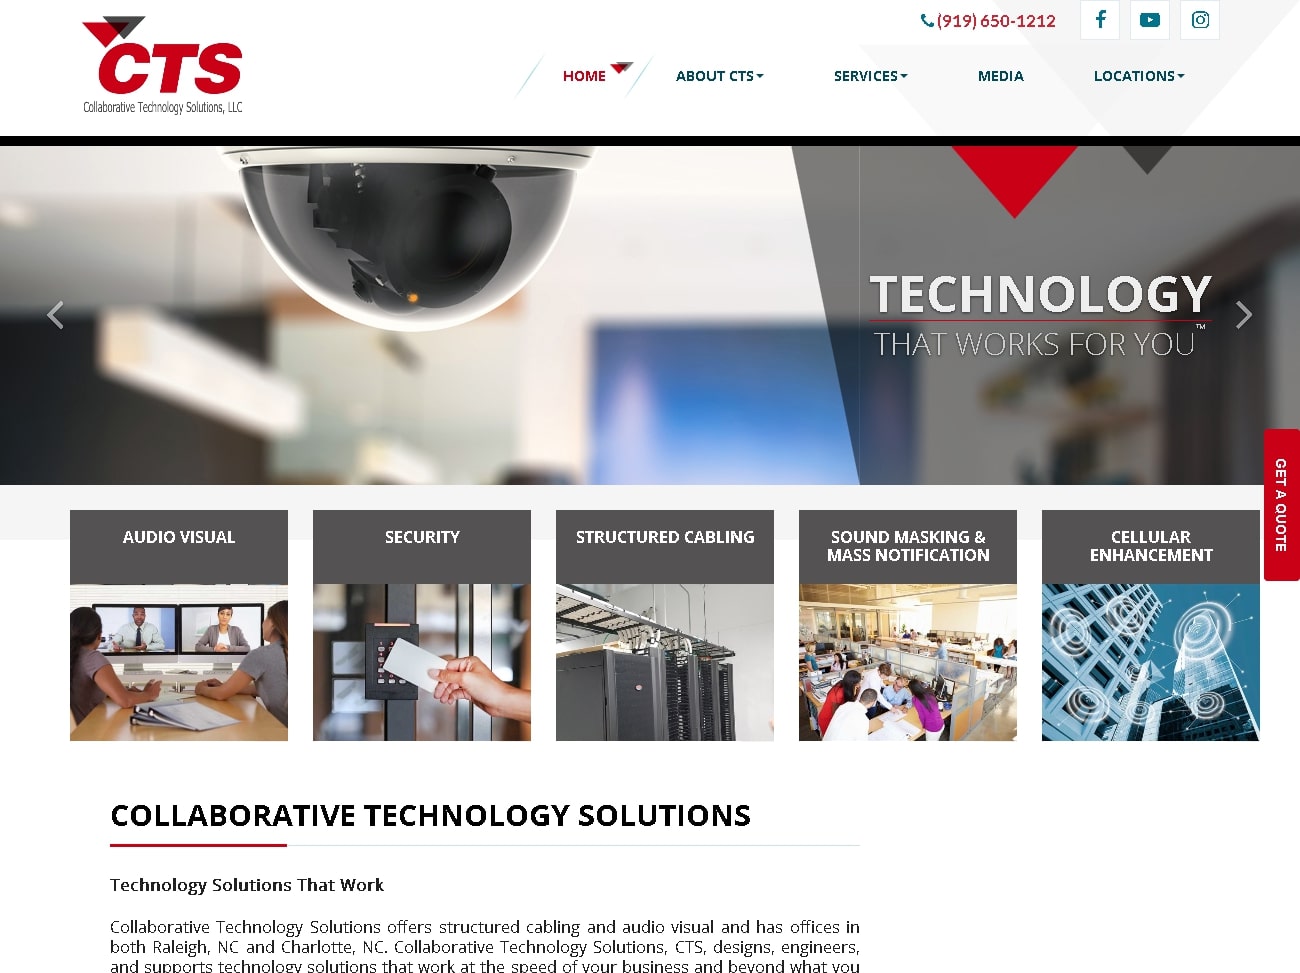 CTS
Collaborative Technology Solutions, LLC
(919) 650-1212
HOME
ABOUT CTS
SERVICES
MEDIA
LOCATIONS
TECHNOLOGY
THAT WORKS FOR YOU™
GET A QUOTE
AUDIO VISUAL
SECURITY
STRUCTURED CABLING
SOUND MASKING &
MASS NOTIFICATION
CELLULAR
ENHANCEMENT
COLLABORATIVE TECHNOLOGY SOLUTIONS
Technology Solutions That Work
Collaborative Technology Solutions offers structured cabling and audio visual and has offices in
both Raleigh, NC and Charlotte, NC. Collaborative Technology Solutions, CTS, designs, engineers,
and supports technology solutions that work at the speed of your business and beyond what you